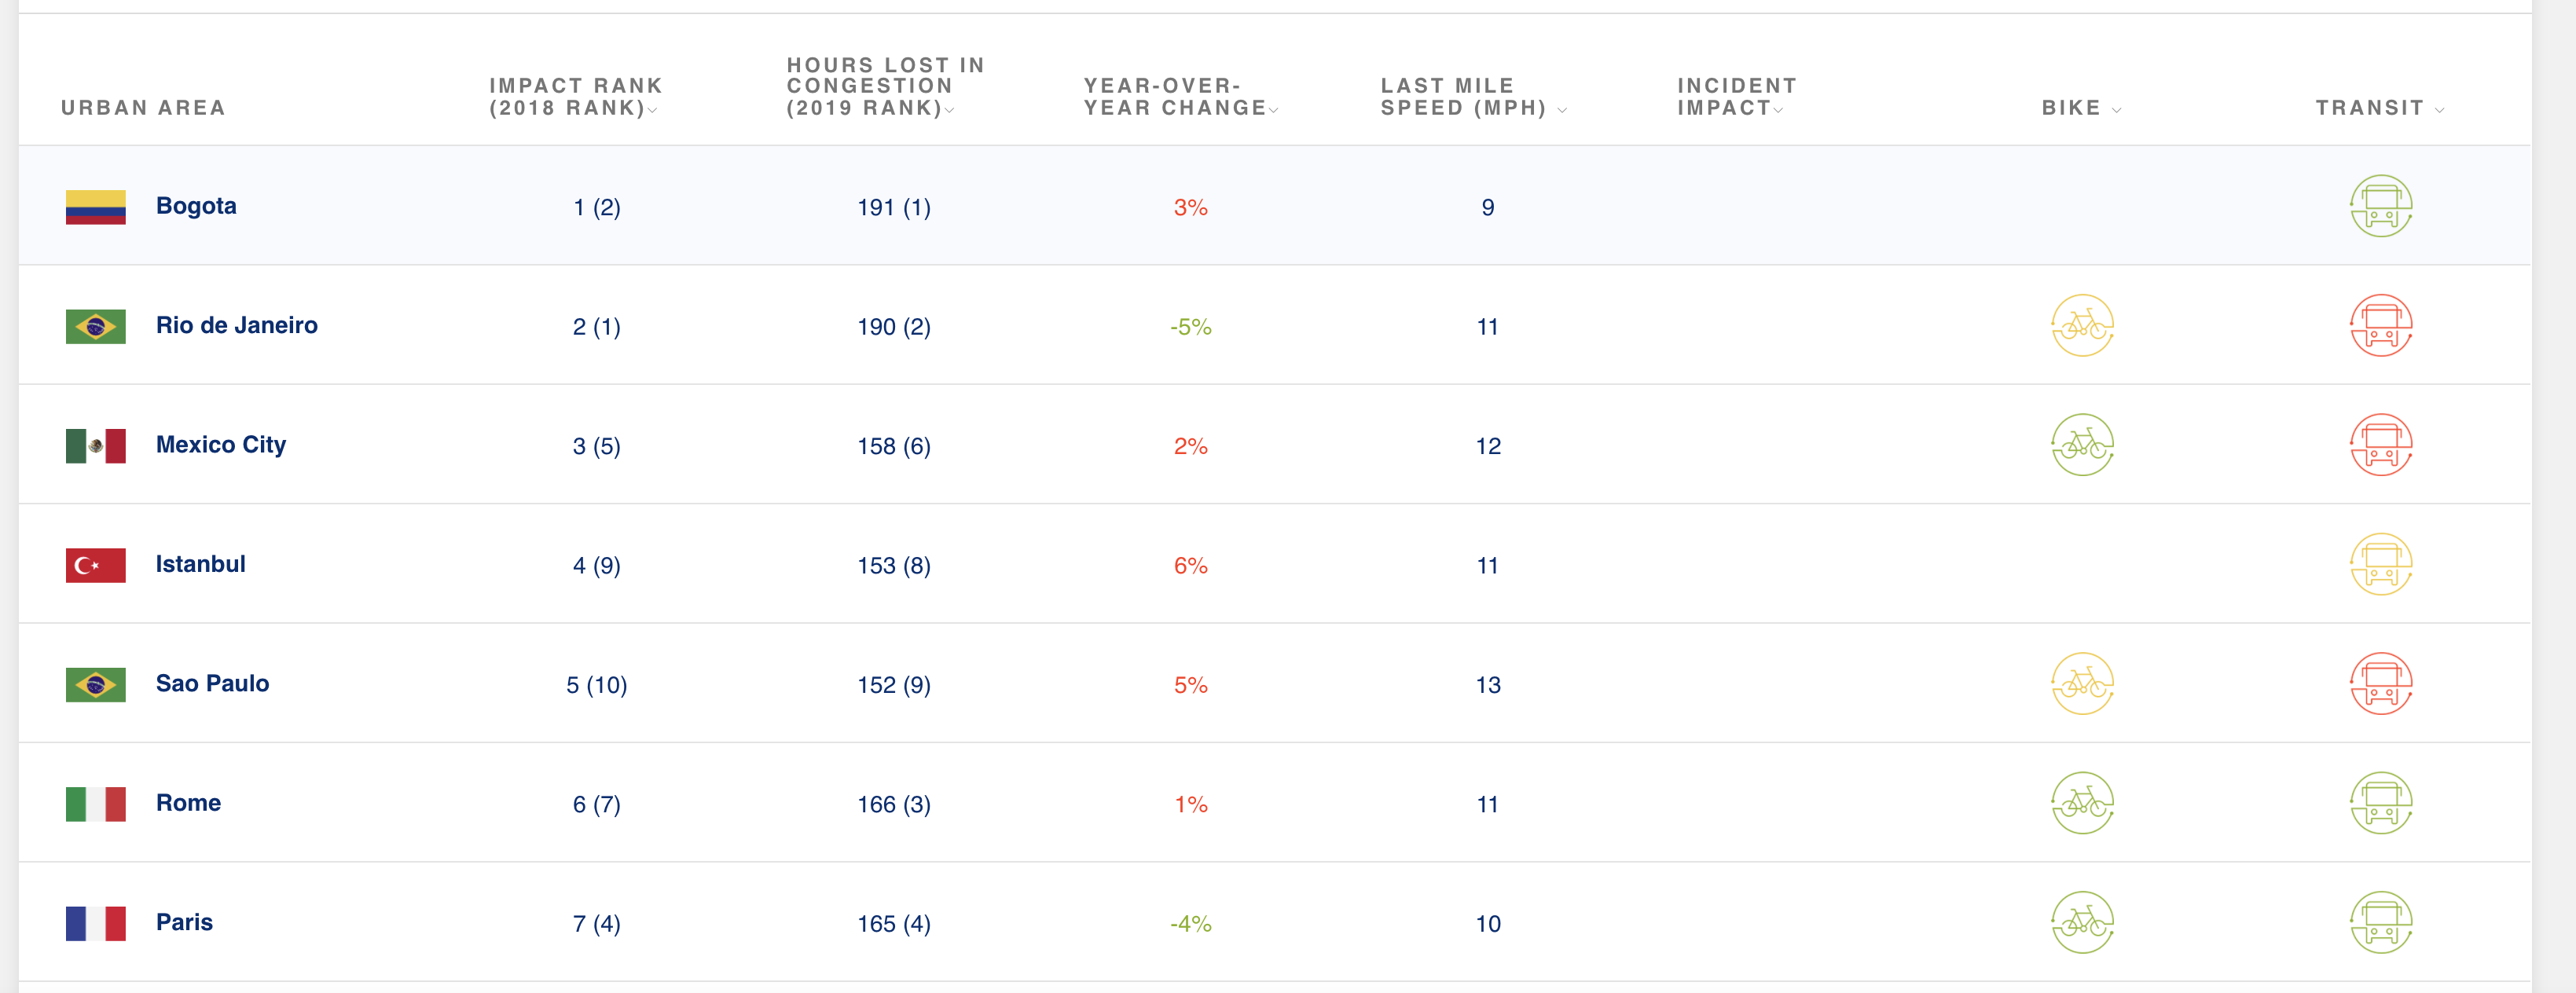 URBAN AREA
IMPACT RANK
(2018 RANK)
HOURS LOST IN
CONGESTION
(2019 RANK)
YEAR-OVER-
YEAR CHANGE
LAST MILE
SPEED (MPH)
INCIDENT
IMPACT
BIKE
TRANSIT
Bogota 1 (2) 191 (1) 3% 9
Rio de Janeiro 2 (1) 190 (2) -5% 11
Mexico City 3 (5) 158 (6) 2% 12
Istanbul 4 (9) 153 (8) 6% 11
Sao Paulo 5 (10) 152 (9) 5% 13
Rome 6 (7) 166 (3) 1% 11
Paris 7 (4) 165 (4) -4% 10